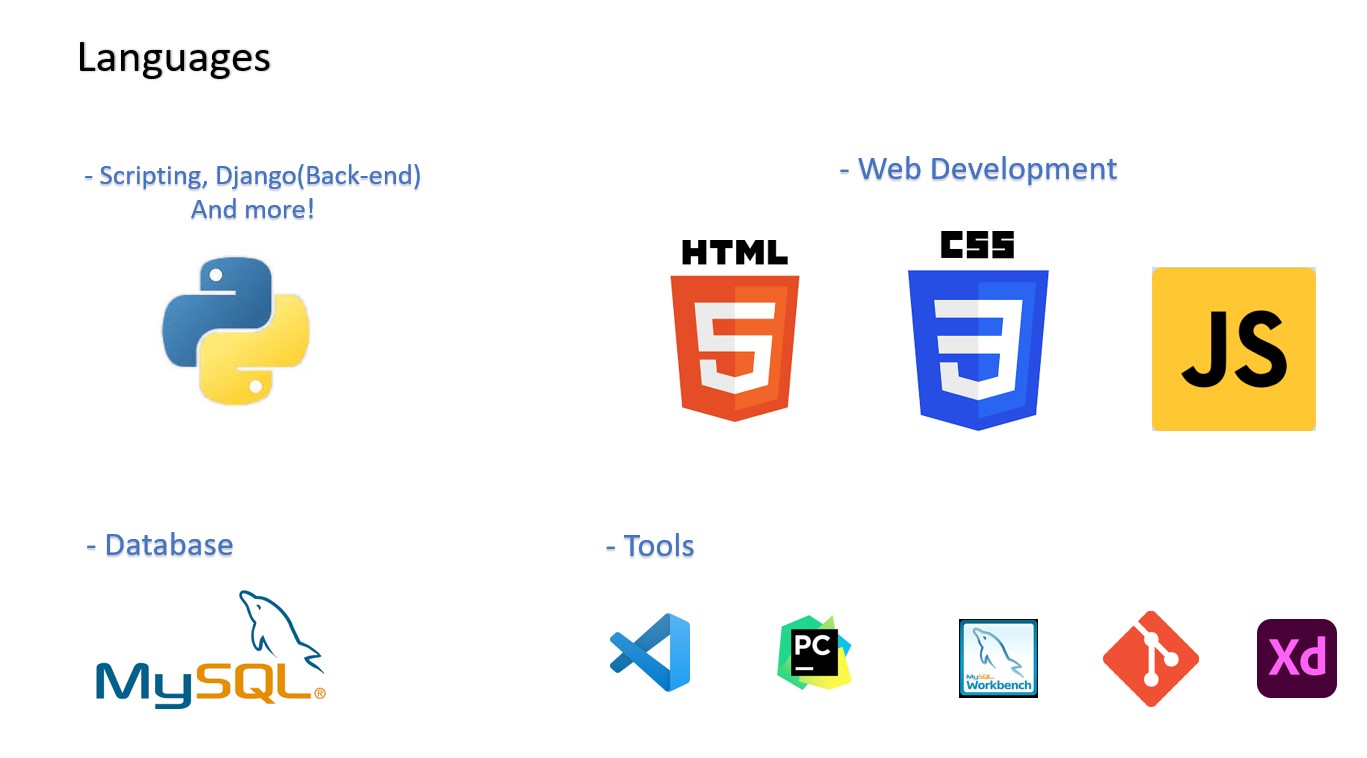 Languages
- Scripting, Django(Back-end)
And more!
- Web Development
HTML
5
CSS
3
JS
- Database
MySQL®
- Tools
PC
MySQL
Workbench
Xd